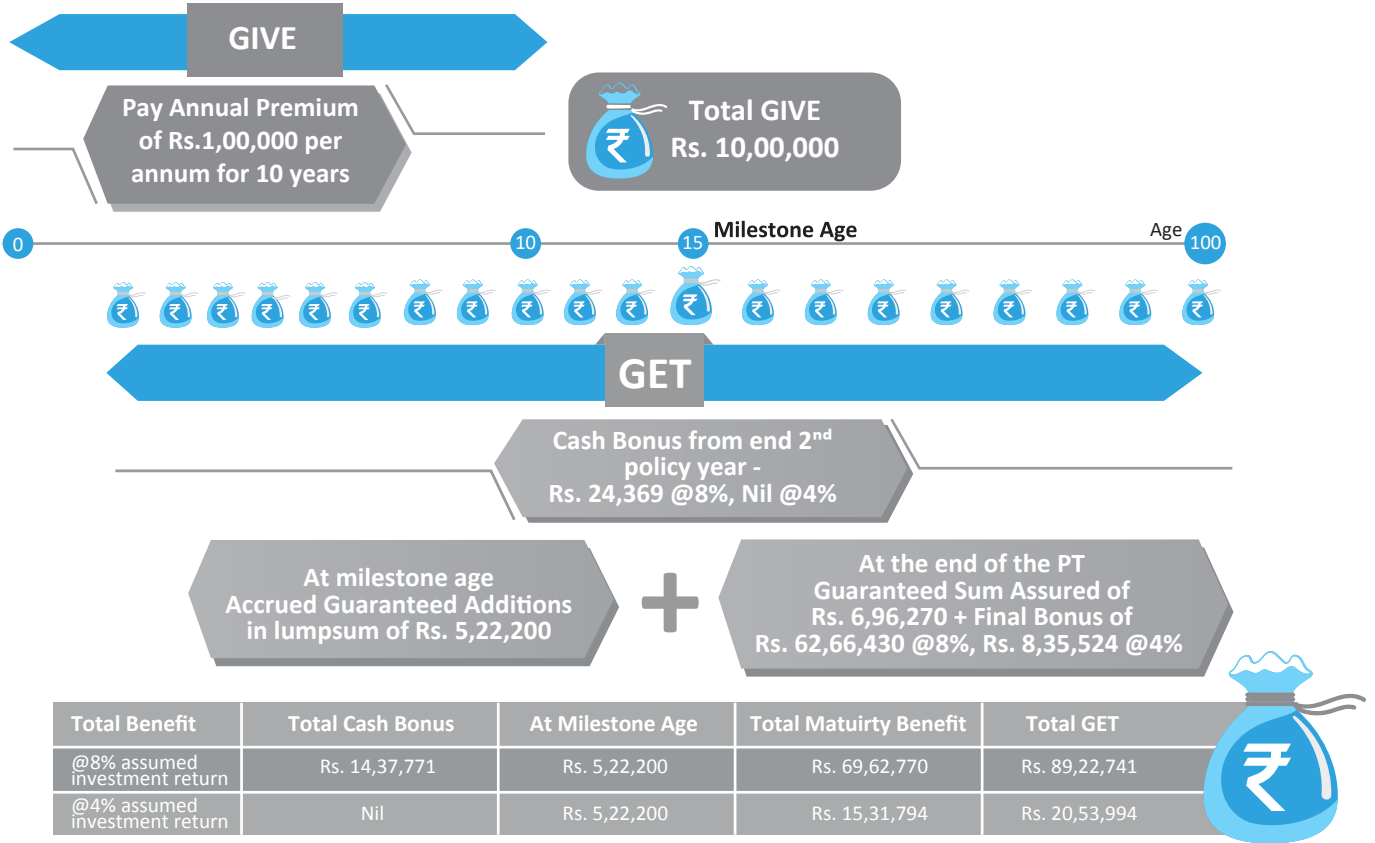 GIVE
Pay Annual Premium
of Rs.1,00,000 per
annum for 10 years
₹
Total GIVE
Rs. 10,00,000
0
10
15
Milestone Age
Age
100
₹ ₹ ₹ ₹ ₹ ₹ ₹ ₹ ₹ ₹ ₹ ₹ ₹ ₹ ₹ ₹ ₹ ₹ ₹ ₹
GET
Cash Bonus from end 2nd
policy year -
Rs. 24,369 @8%, Nil @4%
At milestone age
Accrued Guaranteed Additions
in lumpsum of Rs. 5,22,200
+
At the end of the PT
Guaranteed Sum Assured of
Rs. 6,96,270 + Final Bonus of
Rs. 62,66,430 @8%, Rs. 8,35,524 @4%
Total Benefit Total Cash Bonus At Milestone Age Total Matuirty Benefit Total GET
@8% assumed
investment return
Rs. 14,37,771 Rs. 5,22,200 Rs. 69,62,770 Rs. 89,22,741
@4% assumed
investment return
Nil Rs. 5,22,200 Rs. 15,31,794 Rs. 20,53,994
₹